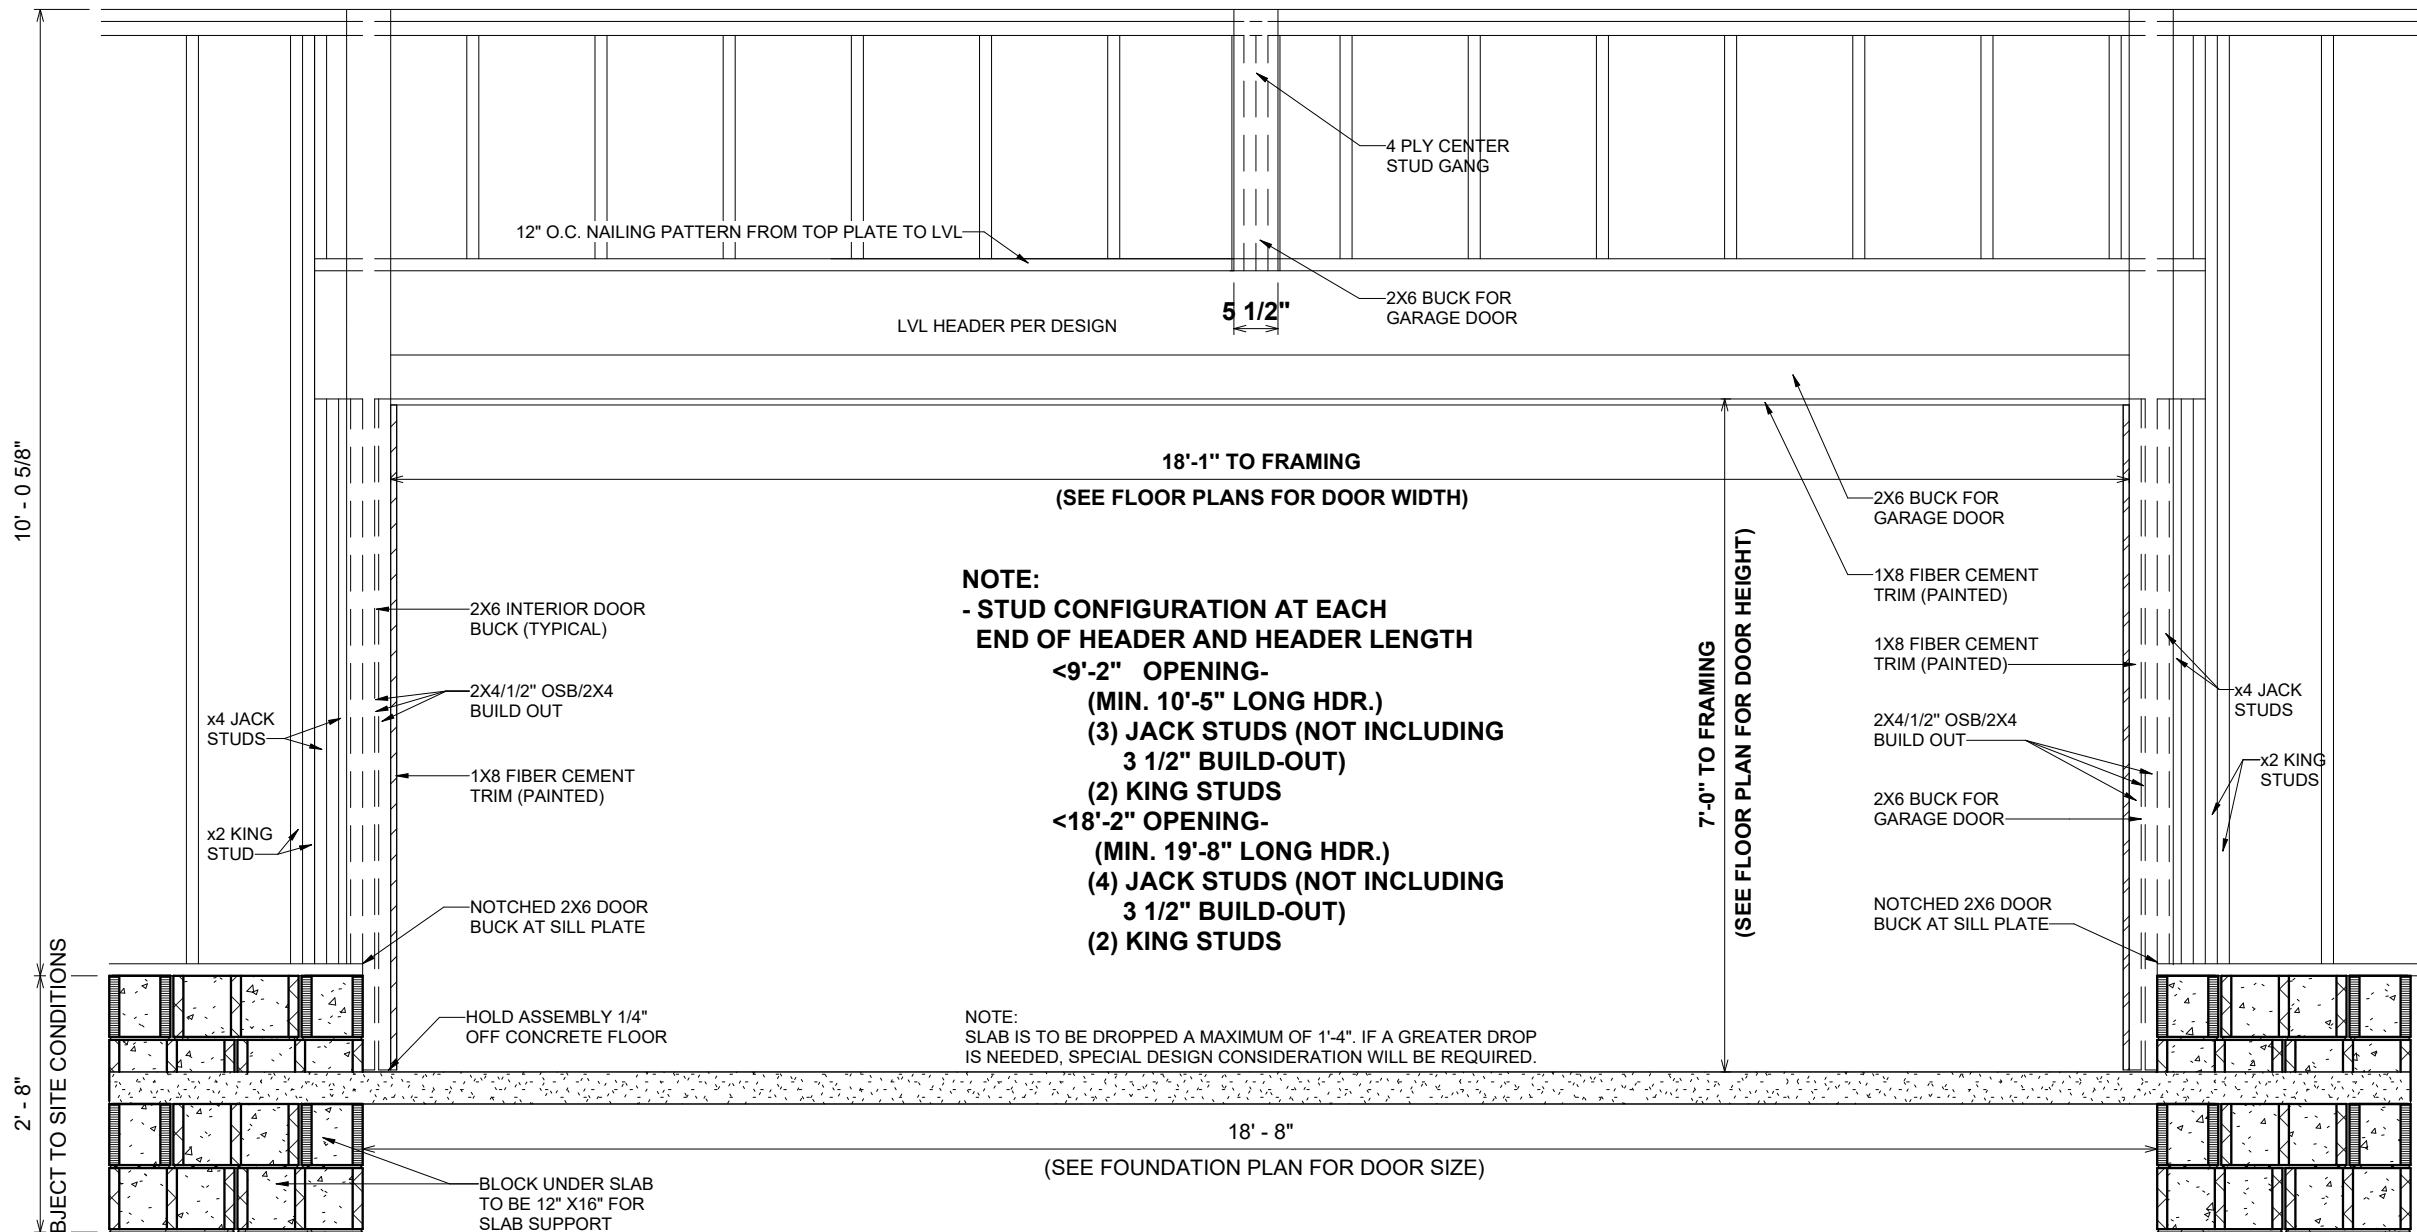 4 PLY CENTER
STUD GANG
12" O.C. NAILING PATTERN FROM TOP PLATE TO LVL
2X6 BUCK FOR
GARAGE DOOR
5 1/2"
LVL HEADER PER DESIGN
10' - 0 5/8"
18'-1" TO FRAMING
(SEE FLOOR PLANS FOR DOOR WIDTH)
2X6 BUCK FOR
GARAGE DOOR
1X8 FIBER CEMENT
TRIM (PAINTED)
1X8 FIBER CEMENT
TRIM (PAINTED)
x4 JACK
STUDS
2X4/1/2" OSB/2X4
BUILD OUT
x2 KING
STUDS
2X6 BUCK FOR
GARAGE DOOR
NOTCHED 2X6 DOOR
BUCK AT SILL PLATE
7'-0" TO FRAMING
(SEE FLOOR PLAN FOR DOOR HEIGHT)
NOTE:
- STUD CONFIGURATION AT EACH
END OF HEADER AND HEADER LENGTH
<9'-2" OPENING-
(MIN. 10'-5" LONG HDR.)
(3) JACK STUDS (NOT INCLUDING
3 1/2" BUILD-OUT)
(2) KING STUDS
<18'-2" OPENING-
(MIN. 19'-8" LONG HDR.)
(4) JACK STUDS (NOT INCLUDING
3 1/2" BUILD-OUT)
(2) KING STUDS
2X6 INTERIOR DOOR
BUCK (TYPICAL)
2X4/1/2" OSB/2X4
BUILD OUT
x4 JACK
STUDS
1X8 FIBER CEMENT
TRIM (PAINTED)
x2 KING
STUD
NOTCHED 2X6 DOOR
BUCK AT SILL PLATE
HOLD ASSEMBLY 1/4"
OFF CONCRETE FLOOR
NOTE:
SLAB IS TO BE DROPPED A MAXIMUM OF 1'-4". IF A GREATER DROP
IS NEEDED, SPECIAL DESIGN CONSIDERATION WILL BE REQUIRED.
2' - 8"
BJECT TO SITE CONDITIONS
18' - 8"
(SEE FOUNDATION PLAN FOR DOOR SIZE)
BLOCK UNDER SLAB
TO BE 12" X16" FOR
SLAB SUPPORT